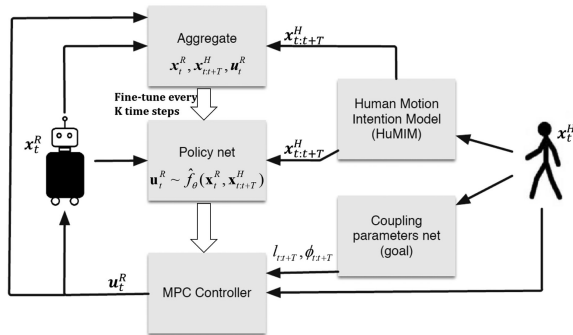 Aggregate
x_t^R, x_{t:t+T}^H, u_t^R
x_{t:t+T}^H
Fine-tune every
K time steps
Human Motion
Intention Model
(HuMIM)
x_t^R
x_t^H
Policy net
u_t^R ~ f̂_θ(x_t^R, x_{t:t+T}^H)
x_{t:t+T}^H
Coupling
parameters net
(goal)
l_{t:t+T}, ϕ_{t:t+T}
u_t^R
MPC Controller